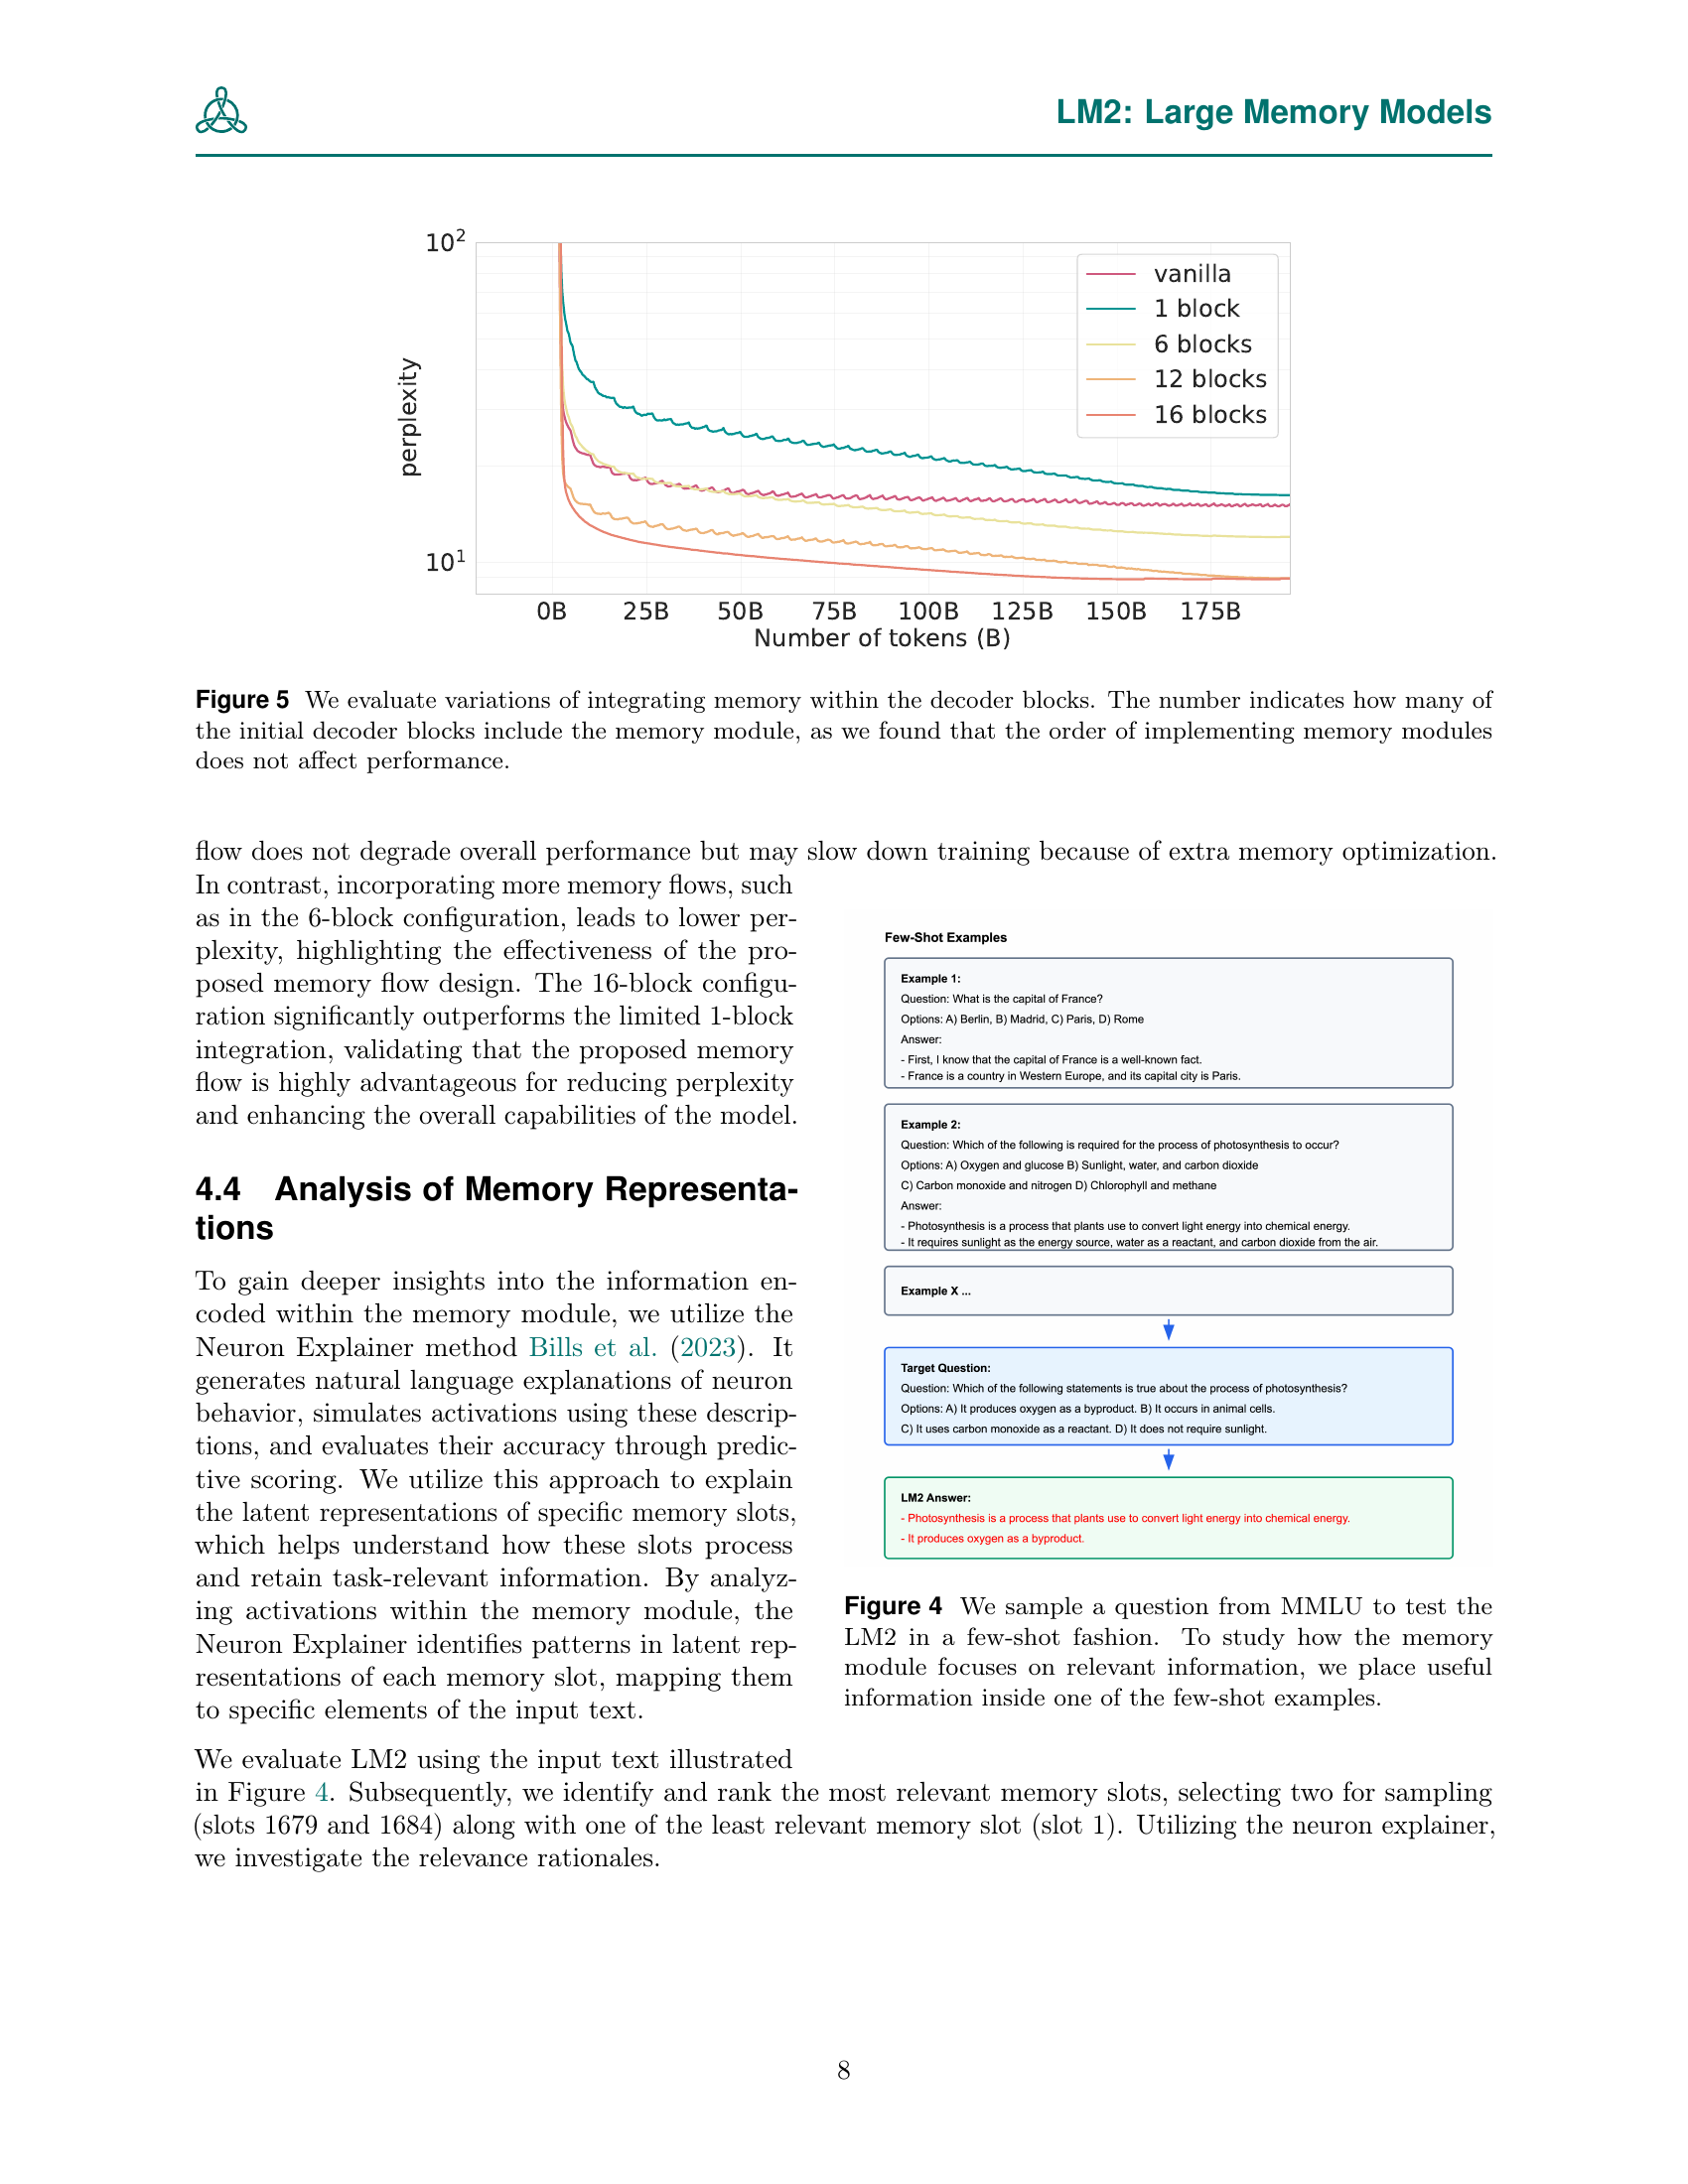 LM2: Large Memory Models
10²
10¹
perplexity
vanilla
1 block
6 blocks
12 blocks
16 blocks
0B 25B 50B 75B 100B 125B 150B 175B
Number of tokens (B)
Figure 5 We evaluate variations of integrating memory within the decoder blocks. The number indicates how many of
the initial decoder blocks include the memory module, as we found that the order of implementing memory modules
does not affect performance.
flow does not degrade overall performance but may slow down training because of extra memory optimization.
In contrast, incorporating more memory flows, such
as in the 6-block configuration, leads to lower per-
plexity, highlighting the effectiveness of the pro-
posed memory flow design. The 16-block configu-
ration significantly outperforms the limited 1-block
integration, validating that the proposed memory
flow is highly advantageous for reducing perplexity
and enhancing the overall capabilities of the model.
4.4 Analysis of Memory Representa-
tions
To gain deeper insights into the information en-
coded within the memory module, we utilize the
Neuron Explainer method Bills et al. (2023). It
generates natural language explanations of neuron
behavior, simulates activations using these descrip-
tions, and evaluates their accuracy through predic-
tive scoring. We utilize this approach to explain
the latent representations of specific memory slots,
which helps understand how these slots process
and retain task-relevant information. By analyz-
ing activations within the memory module, the
Neuron Explainer identifies patterns in latent rep-
resentations of each memory slot, mapping them
to specific elements of the input text.
Few-Shot Examples
Example 1:
Question: What is the capital of France?
Options: A) Berlin, B) Madrid, C) Paris, D) Rome
Answer:
- First, I know that the capital of France is a well-known fact.
- France is a country in Western Europe, and its capital city is Paris.
Example 2:
Question: Which of the following is required for the process of photosynthesis to occur?
Options: A) Oxygen and glucose B) Sunlight, water, and carbon dioxide
C) Carbon monoxide and nitrogen D) Chlorophyll and methane
Answer:
- Photosynthesis is a process that plants use to convert light energy into chemical energy.
- It requires sunlight as the energy source, water as a reactant, and carbon dioxide from the air.
Example X ...
Target Question:
Question: Which of the following statements is true about the process of photosynthesis?
Options: A) It produces oxygen as a byproduct. B) It occurs in animal cells.
C) It uses carbon monoxide as a reactant. D) It does not require sunlight.
LM2 Answer:
- Photosynthesis is a process that plants use to convert light energy into chemical energy.
- It produces oxygen as a byproduct.
Figure 4 We sample a question from MMLU to test the
LM2 in a few-shot fashion. To study how the memory
module focuses on relevant information, we place useful
information inside one of the few-shot examples.
We evaluate LM2 using the input text illustrated
in Figure 4. Subsequently, we identify and rank the most relevant memory slots, selecting two for sampling
(slots 1679 and 1684) along with one of the least relevant memory slot (slot 1). Utilizing the neuron explainer,
we investigate the relevance rationales.
8